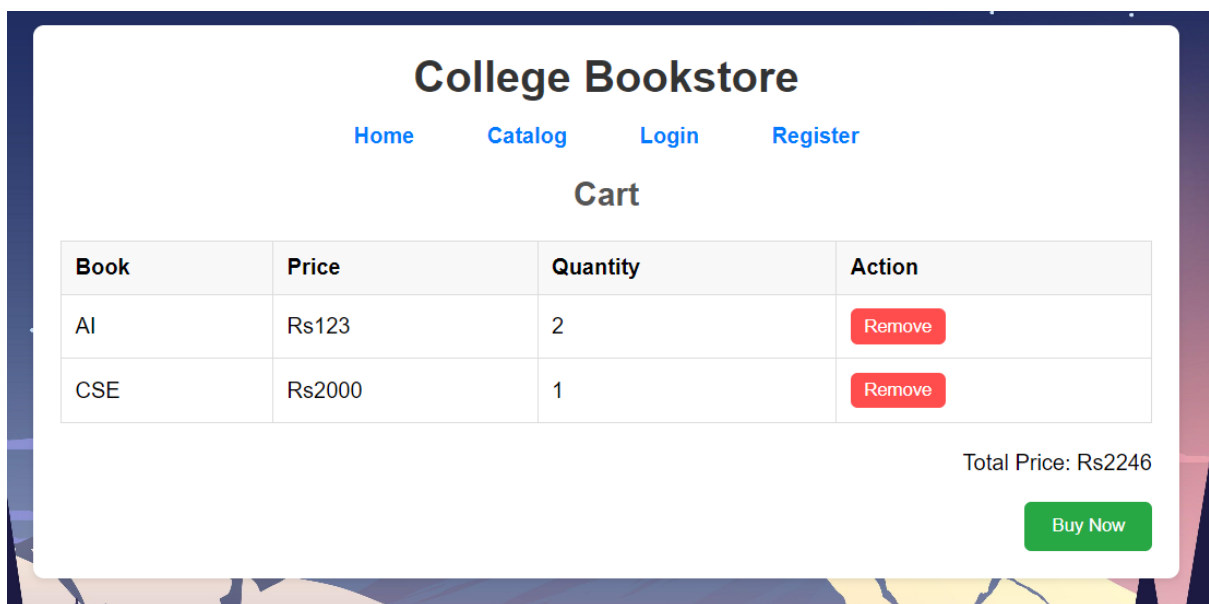 College Bookstore
Home Catalog Login Register
Cart
Book Price Quantity Action
AI Rs123 2 Remove
CSE Rs2000 1 Remove
Total Price: Rs2246
Buy Now